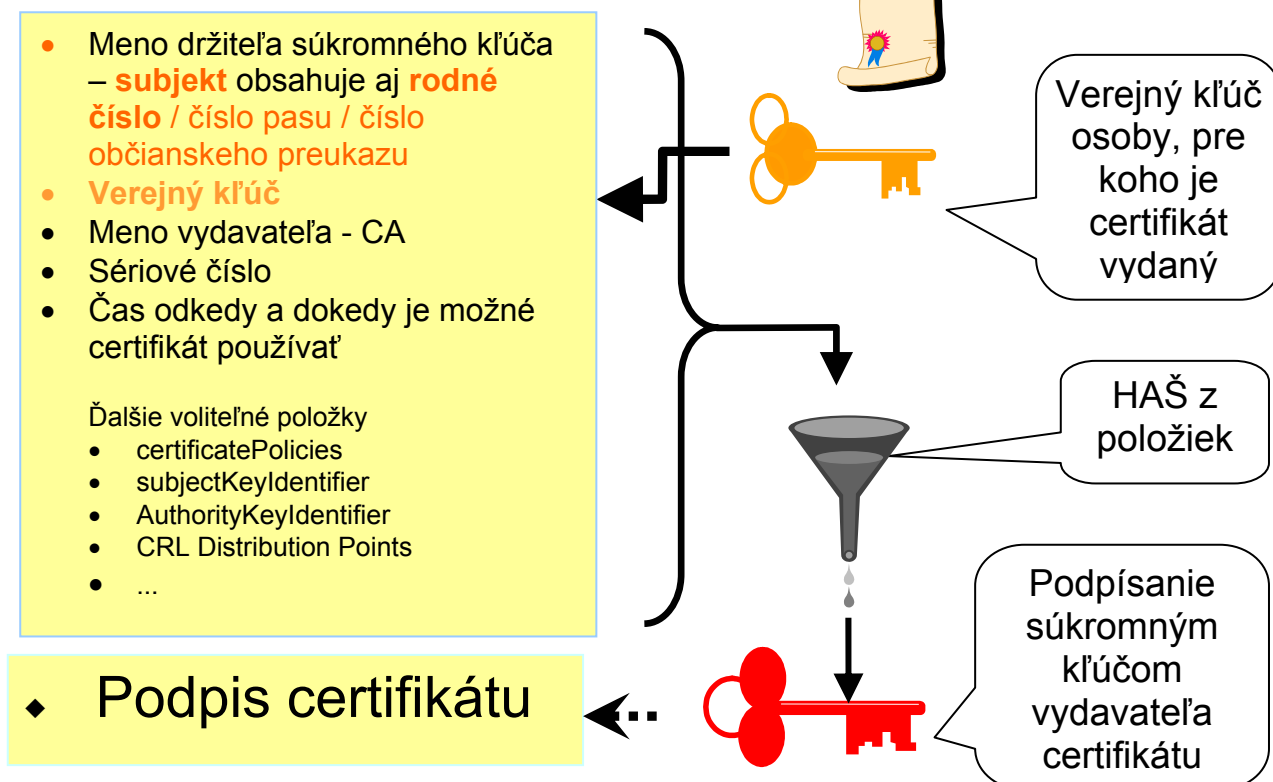 Meno držiteľa súkromného kľúča
– subjekt obsahuje aj rodné
číslo / číslo pasu / číslo
občianskeho preukazu
Verejný kľúč
Meno vydavateľa - CA
Sériové číslo
Čas odkedy a dokedy je možné
certifikát používať
Ďalšie voliteľné položky
certificatePolicies
subjectKeyIdentifier
AuthorityKeyIdentifier
CRL Distribution Points
...
Podpis certifikátu
Verejný kľúč
osoby, pre
koho je
certifikát
vydaný
HAŠ z
položiek
Podpísanie
súkromným
kľúčom
vydavateľa
certifikátu